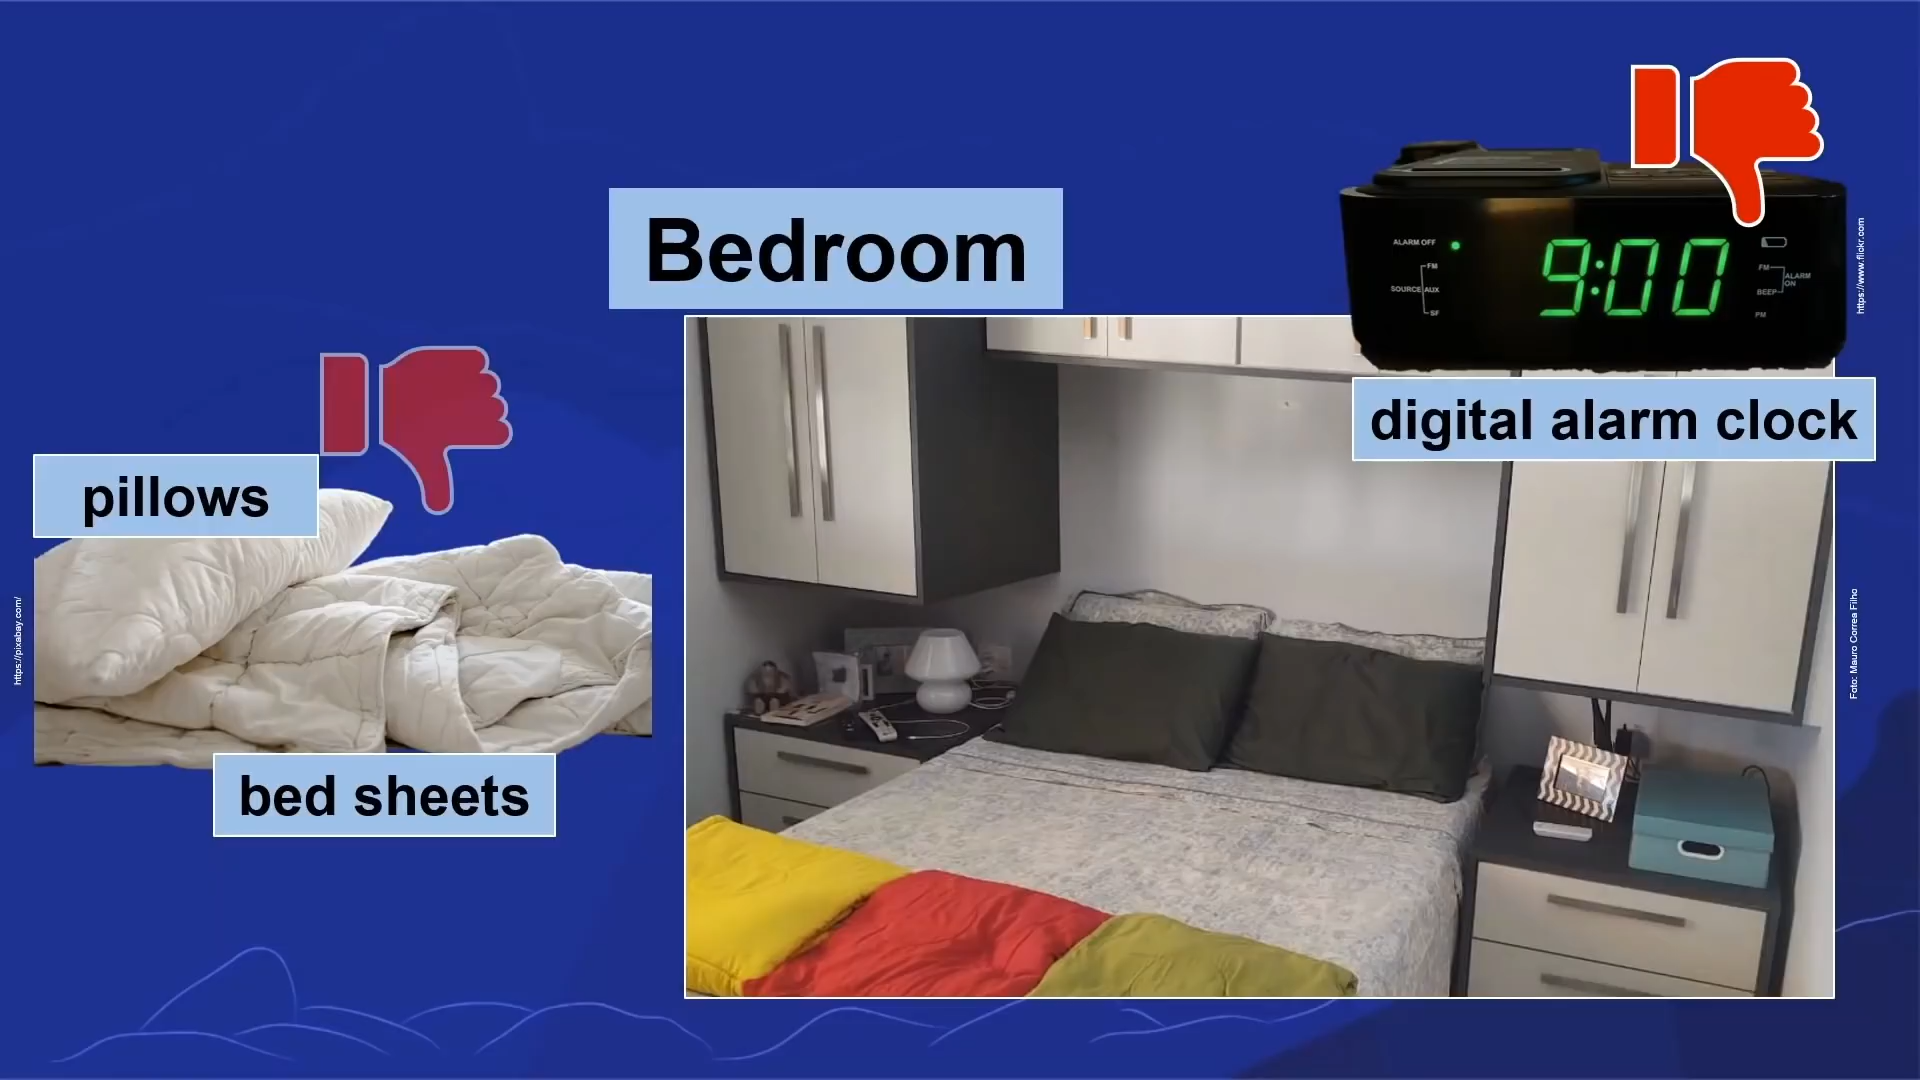 Bedroom
ALARM OFF
FM
SOURCE AUX
SF
9:00
FM
ALARM
ON
BEEP
PM
https://www.fliokr.com
digital alarm clock
pillows
bed sheets
https://pixabay.com/
Foto: Mauro Correa Filho